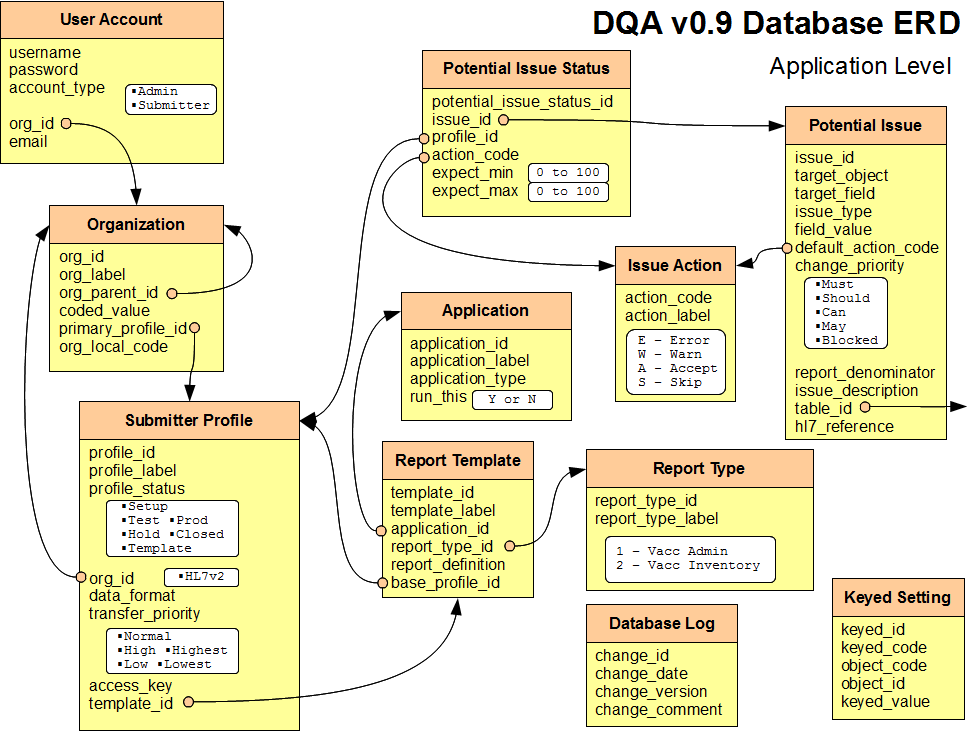 DQA v0.9 Database ERD
Application Level
User Account
username
password
account_type
▪Admin
▪Submitter
org_id
email
Organization
org_id
org_label
org_parent_id
coded_value
primary_profile_id
org_local_code
Submitter Profile
profile_id
profile_label
profile_status
▪Setup
▪Test ▪Prod
▪Hold ▪Closed
▪Template
org_id
▪HL7v2
data_format
transfer_priority
▪Normal
▪High ▪Highest
▪Low ▪Lowest
access_key
template_id
Potential Issue Status
potential_issue_status_id
issue_id
profile_id
action_code
expect_min 0 to 100
expect_max 0 to 100
Application
application_id
application_label
application_type
run_this Y or N
Report Template
template_id
template_label
application_id
report_type_id
report_definition
base_profile_id
Issue Action
action_code
action_label
E – Error
W – Warn
A – Accept
S – Skip
Potential Issue
issue_id
target_object
target_field
issue_type
field_value
default_action_code
change_priority
▪Must
▪Should
▪Can
▪May
▪Blocked
report_denominator
issue_description
table_id
hl7_reference
Report Type
report_type_id
report_type_label
1 – Vacc Admin
2 – Vacc Inventory
Database Log
change_id
change_date
change_version
change_comment
Keyed Setting
keyed_id
keyed_code
object_code
object_id
keyed_value